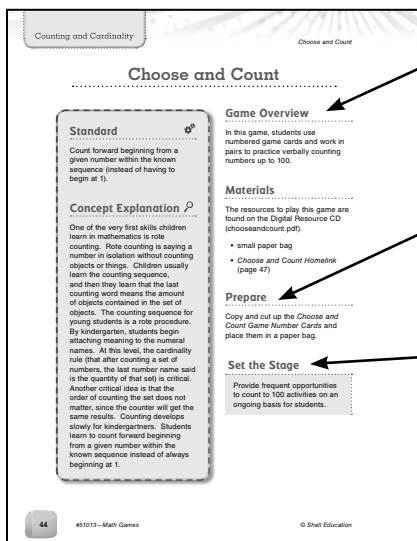 Counting and Cardinality
Choose and Count
Choose and Count
Standard
Count forward beginning from a
given number within the known
sequence (instead of having to
begin at 1).
Concept Explanation
One of the very first skills children
learn in mathematics is rote
counting. Rote counting is saying a
number in isolation without counting
objects or things. Children usually
learn the counting sequence,
and then they learn that the last
counting word means the amount
of objects contained in the set of
objects. The counting sequence for
young students is a rote procedure.
By kindergarten, students begin
attaching meaning to the numeral
names. At this level, the cardinality
rule (that after counting a set of
numbers, the last number name said
is the quantity of that set) is critical.
Another critical idea is that the
order of counting the set does not
matter, since the counter will get the
same results. Counting develops
slowly for kindergartners. Students
learn to count forward beginning
from a given number within the
known sequence instead of always
beginning at 1.
Game Overview
In this game, students use
numbered game cards and work in
pairs to practice verbally counting
numbers up to 100.
Materials
The resources to play this game are
found on the Digital Resource CD
(chooseandcount.pdf).
• small paper bag
• Choose and Count Homelink
(page 47)
Prepare
Copy and cut up the Choose and
Count Game Number Cards and
place them in a paper bag.
Set the Stage
Provide frequent opportunities
to count to 100 activities on an
ongoing basis for students.
44
#51013—Math Games
© Shell Education